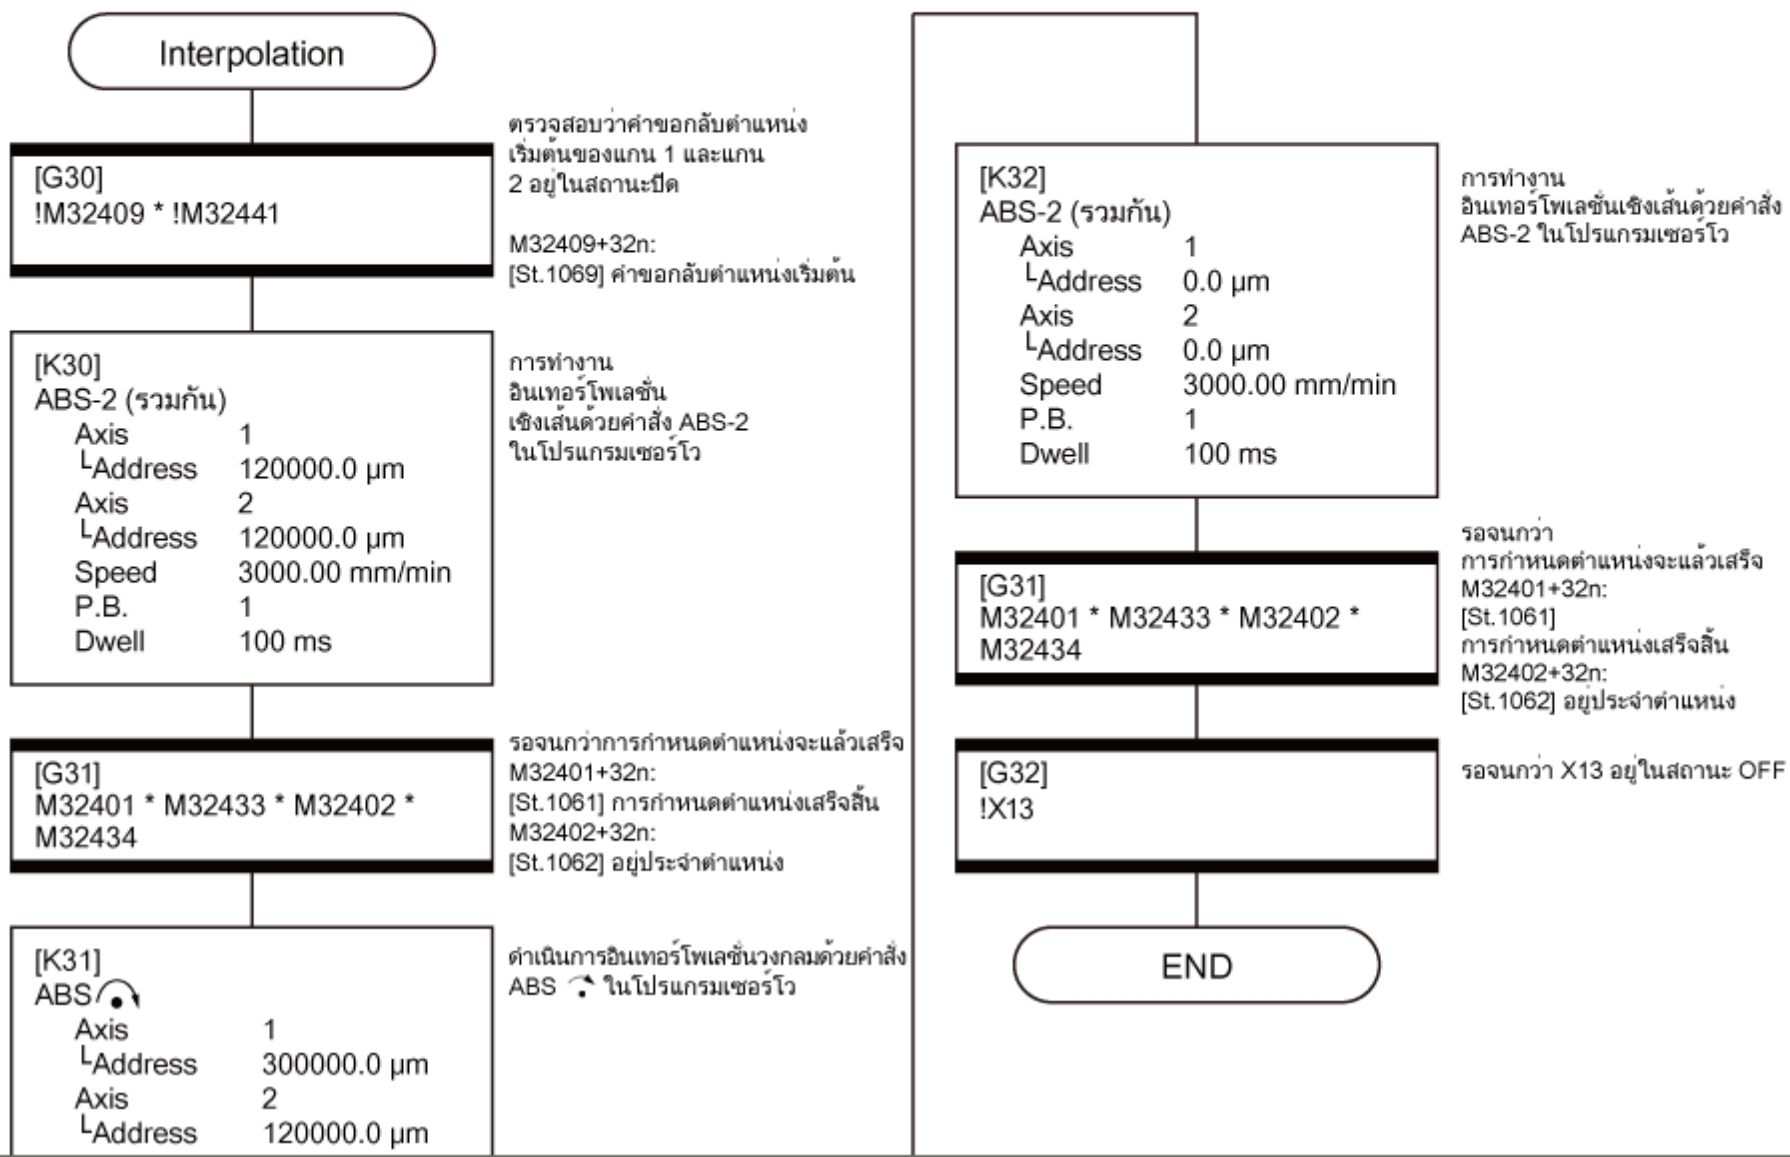 Interpolation
ตรวจสอบว่าคำขอกลับตำแหน่ง
เริ่มต้นของแกน 1 และแกน
2 อยู่ในสถานะปิด
M32409+32n:
[St.1069] คำขอกลับตำแหน่งเริ่มต้น
[G30]
!M32409 * !M32441
[K30]
ABS-2 (รวมกัน)
Axis 1
└Address 120000.0 µm
Axis 2
└Address 120000.0 µm
Speed 3000.00 mm/min
P.B. 1
Dwell 100 ms
การทำงาน
อินเทอร์โพเลชั่น
เชิงเส้นด้วยคำสั่ง ABS-2
ในโปรแกรมเซอร์โว
[G31]
M32401 * M32433 * M32402 *
M32434
รอจนกว่าการกำหนดตำแหน่งจะแล้วเสร็จ
M32401+32n:
[St.1061] การกำหนดตำแหน่งเสร็จสิ้น
M32402+32n:
[St.1062] อยู่ประจำตำแหน่ง
[K31]
ABS
Axis 1
└Address 300000.0 µm
Axis 2
└Address 120000.0 µm
ดำเนินการอินเทอร์โพเลชั่นวงกลมด้วยคำสั่ง
ABS ในโปรแกรมเซอร์โว
[K32]
ABS-2 (รวมกัน)
Axis 1
└Address 0.0 µm
Axis 2
└Address 0.0 µm
Speed 3000.00 mm/min
P.B. 1
Dwell 100 ms
การทำงาน
อินเทอร์โพเลชั่นเชิงเส้นด้วยคำสั่ง
ABS-2 ในโปรแกรมเซอร์โว
[G31]
M32401 * M32433 * M32402 *
M32434
รอจนกว่า
การกำหนดตำแหน่งจะแล้วเสร็จ
M32401+32n:
[St.1061]
การกำหนดตำแหน่งเสร็จสิ้น
M32402+32n:
[St.1062] อยู่ประจำตำแหน่ง
[G32]
!X13
รอจนกว่า X13 อยู่ในสถานะ OFF
END